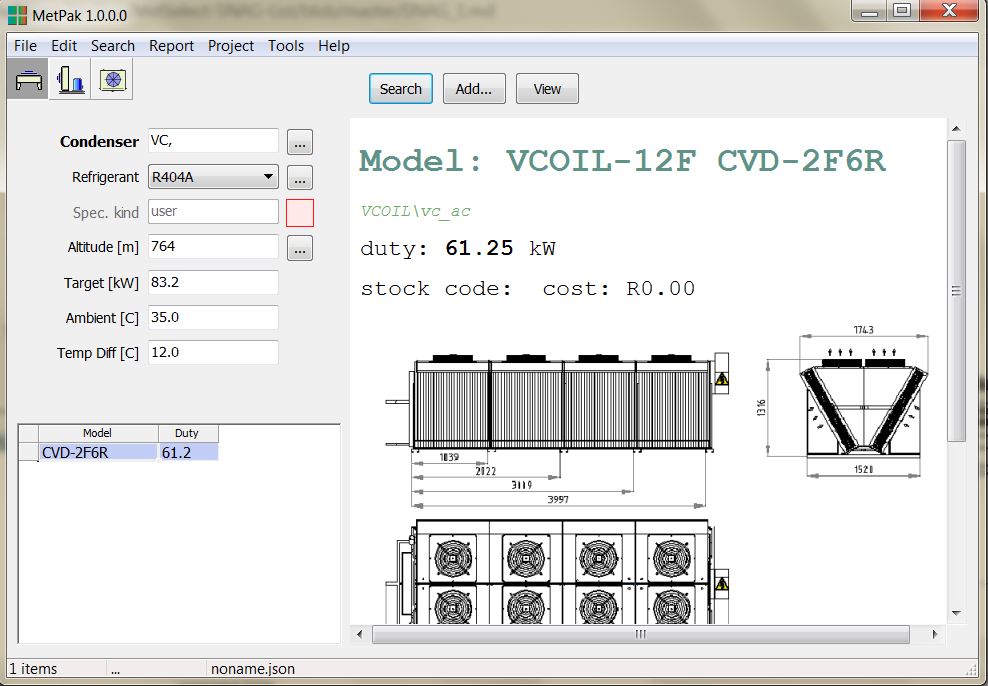 MetPak 1.0.0.0
File Edit Search Report Project Tools Help
Search Add... View
Condenser VC, ...
Refrigerant R404A ...
Spec. kind user
Altitude [m] 764 ...
Target [kW] 83.2
Ambient [C] 35.0
Temp Diff [C] 12.0
Model Duty
CVD-2F6R 61.2
Model: VCOIL-12F CVD-2F6R
VCOIL\vc_ac
duty: 61.25 kW
stock code: cost: R0.00
1743
1316
1520
1039
2022
3119
3997
1 items ... noname.json